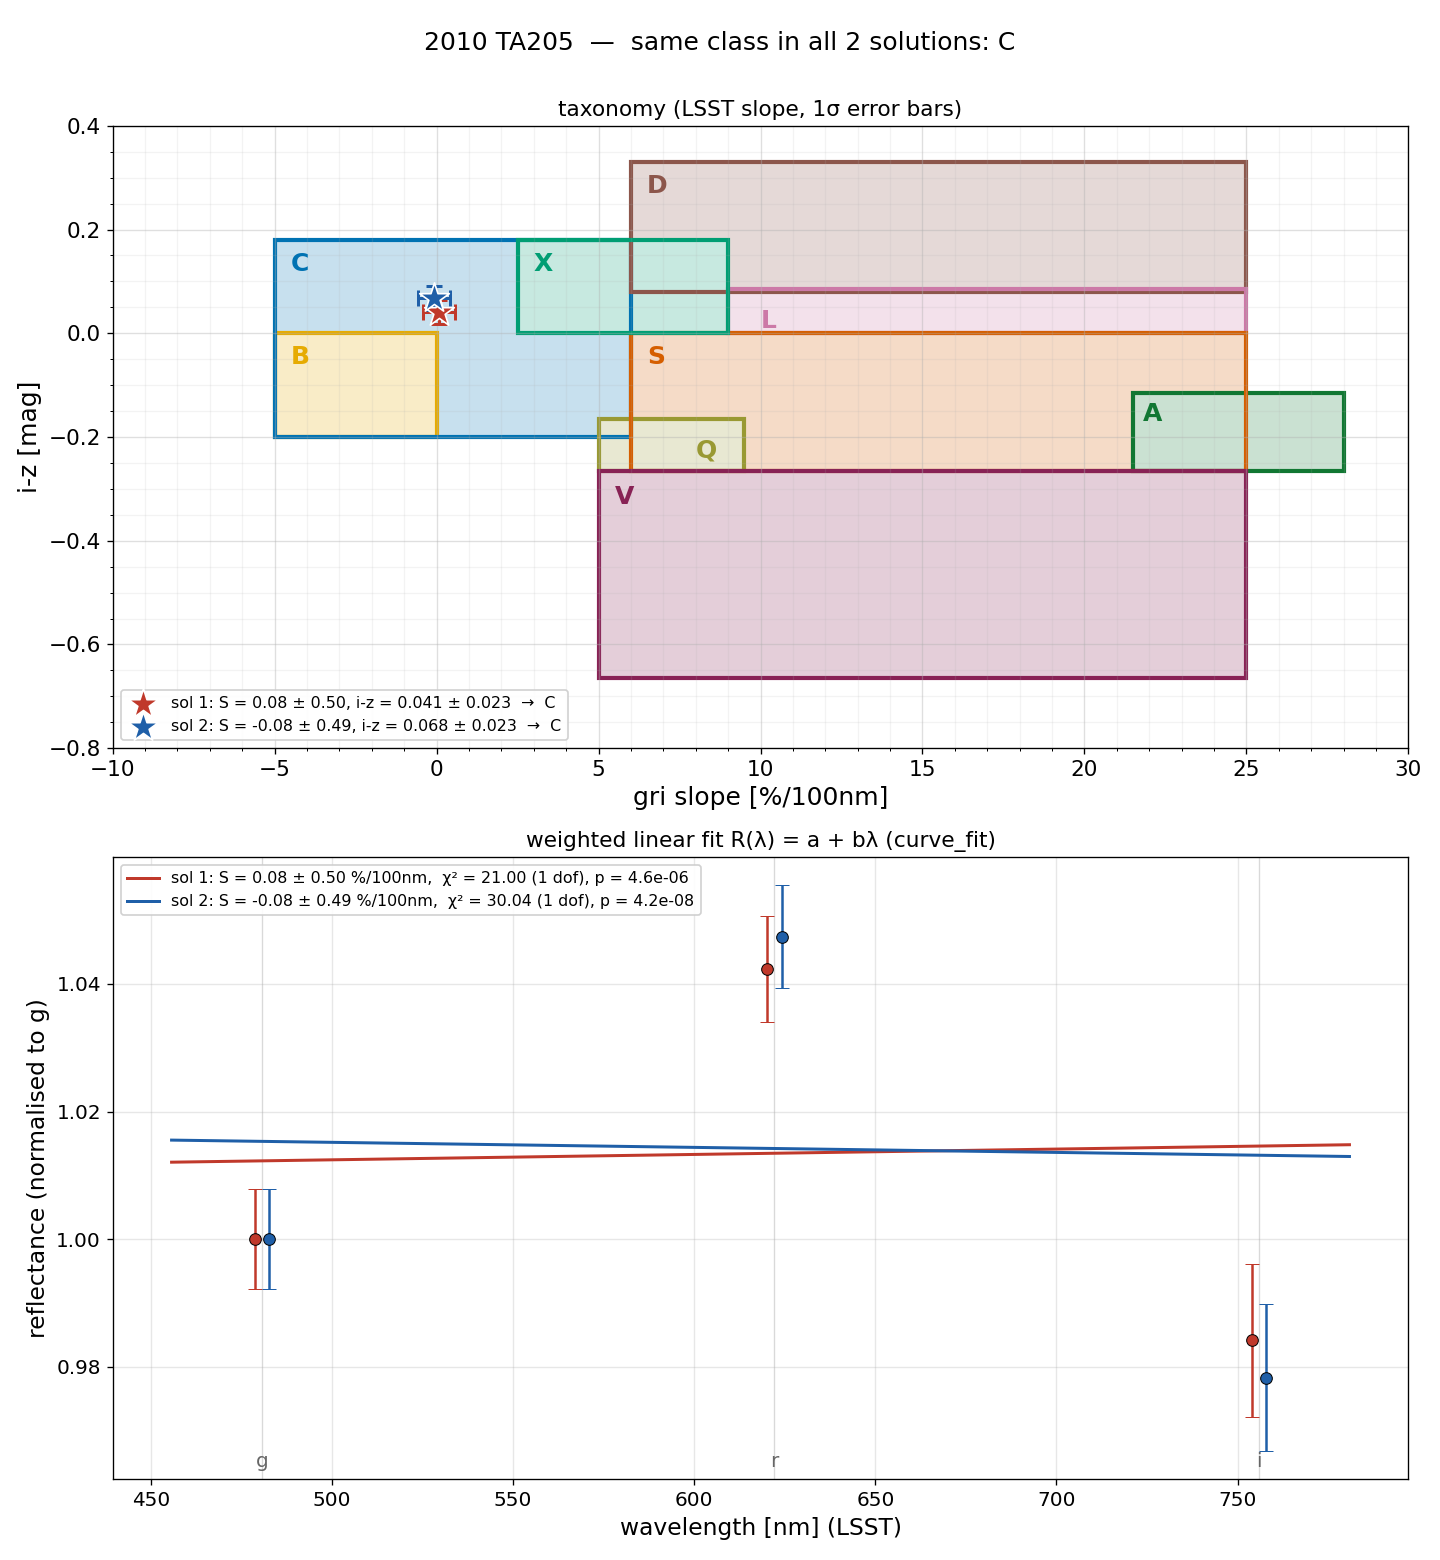 2010 TA205 — same class in all 2 solutions: C
taxonomy (LSST slope, 1σ error bars)
0.4
0.2
0.0
−0.2
−0.4
−0.6
−0.8
i-z [mag]
D
C
X
L
B
S
A
Q
V
sol 1: S = 0.08 ± 0.50, i-z = 0.041 ± 0.023 → C
sol 2: S = -0.08 ± 0.49, i-z = 0.068 ± 0.023 → C
−10
−5
0
5
10
15
20
25
30
gri slope [%/100nm]
weighted linear fit R(λ) = a + bλ (curve_fit)
sol 1: S = 0.08 ± 0.50 %/100nm, χ² = 21.00 (1 dof), p = 4.6e-06
sol 2: S = -0.08 ± 0.49 %/100nm, χ² = 30.04 (1 dof), p = 4.2e-08
1.04
1.02
1.00
0.98
reflectance (normalised to g)
g
r
i
450
500
550
600
650
700
750
wavelength [nm] (LSST)